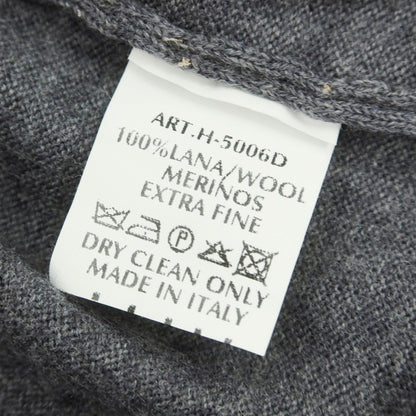 ART.H-5006D
100%LANA/WOOL
MERINOS
EXTRA FINE
P
DRY CLEAN ONLY
MADE IN ITALY